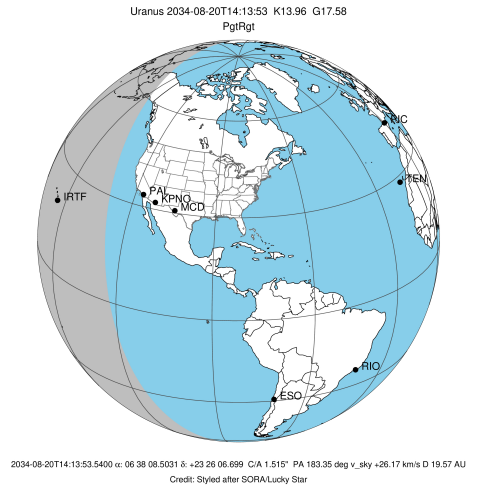 Uranus 2034-08-20T14:13:53 K13.96 G17.58
PgtRgt
PIC
TEN
IRTF
PAL
KPNO
MCD
RIO
ESO
2034-08-20T14:13:53.5400 α: 06 38 08.5031 δ: +23 26 06.699 C/A 1.515" PA 183.35 deg v_sky +26.17 km/s D 19.57 AU
Credit: Styled after SORA/Lucky Star